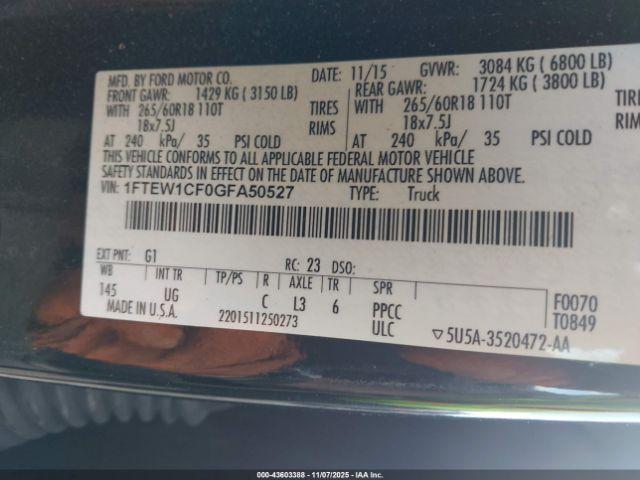 MFD. BY FORD MOTOR CO. DATE: 11/15 GVWR: 3084 KG ( 6800 LB)
FRONT GAWR: 1429 KG ( 3150 LB) REAR GAWR: 1724 KG ( 3800 LB)
WITH 265/60R18 110T TIRES WITH 265/60R18 110T TIRE
18x7.5J RIMS 18x7.5J RIMS
AT 240 kPa/ 35 PSI COLD AT 240 kPa/ 35 PSI COLD
THIS VEHICLE CONFORMS TO ALL APPLICABLE FEDERAL MOTOR VEHICLE
SAFETY STANDARDS IN EFFECT ON THE DATE OF MANUFACTURE SHOWN ABOVE.
VIN: 1FTEW1CF0GFA50527 TYPE: Truck
EXT PNT: G1 RC: 23 DSO:
WB INT TR TP/PS R AXLE TR SPR
145 UG C L3 6 PPCC F0070
MADE IN U.S.A. 2201511250273 ULC T0849
▽5U5A-3520472-AA
000-43603388 - 11/07/2025 - IAAI.COM